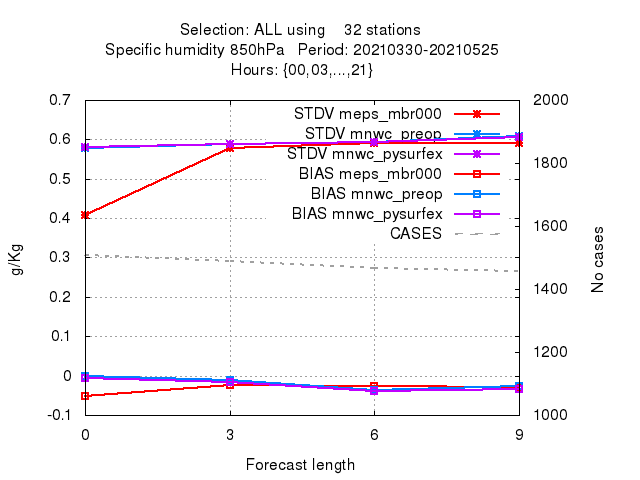 Selection: ALL using    32 stations
Specific humidity 850hPa   Period: 20210330-20210525
Hours: {00,03,...,21}
0.7
0.6
0.5
0.4
0.3
0.2
0.1
0
-0.1
g/Kg
STDV meps_mbr000
STDV mnwc_preop
STDV mnwc_pysurfex
BIAS meps_mbr000
BIAS mnwc_preop
BIAS mnwc_pysurfex
CASES
2000
1800
1600
1400
1200
1000
No cases
0 3 6 9
Forecast length